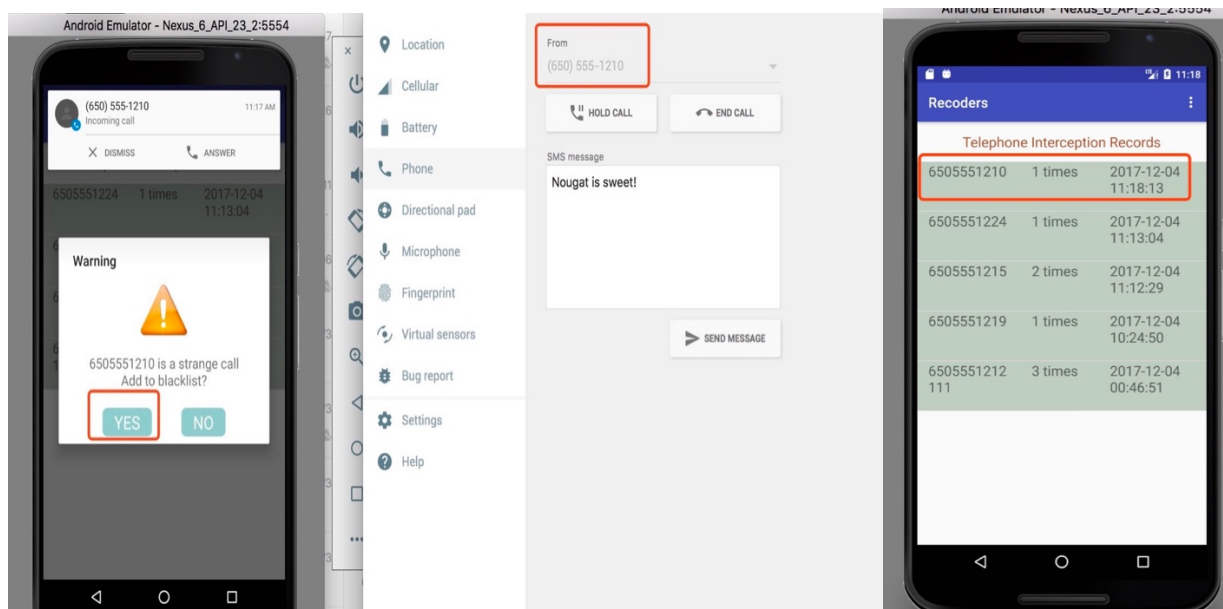 Android Emulator - Nexus_6_API_23_2:5554
(650) 555-1210 11:17 AM
Incoming call
DISMISS ANSWER
6505551224 1 times 2017-12-04
11:13:04
Warning
6505551210 is a strange call
Add to blacklist?
YES NO
Location
Cellular
Battery
Phone
Directional pad
Microphone
Fingerprint
Virtual sensors
Bug report
Settings
Help
From
(650) 555-1210
HOLD CALL END CALL
SMS message
Nougat is sweet!
SEND MESSAGE
Android Emulator - Nexus_6_API_23_2:5554
11:18
Recoders
Telephone Interception Records
6505551210 1 times 2017-12-04
11:18:13
6505551224 1 times 2017-12-04
11:13:04
6505551215 2 times 2017-12-04
11:12:29
6505551219 1 times 2017-12-04
10:24:50
6505551212 3 times 2017-12-04
111 00:46:51